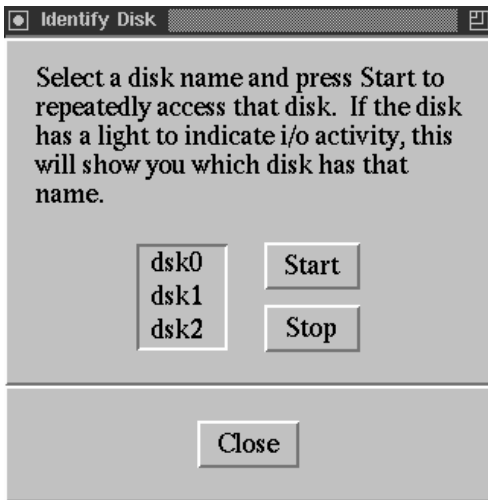 Identify Disk
Select a disk name and press Start to
repeatedly access that disk.  If the disk
has a light to indicate i/o activity, this
will show you which disk has that
name.
dsk0
Start
dsk1
dsk2
Stop
Close